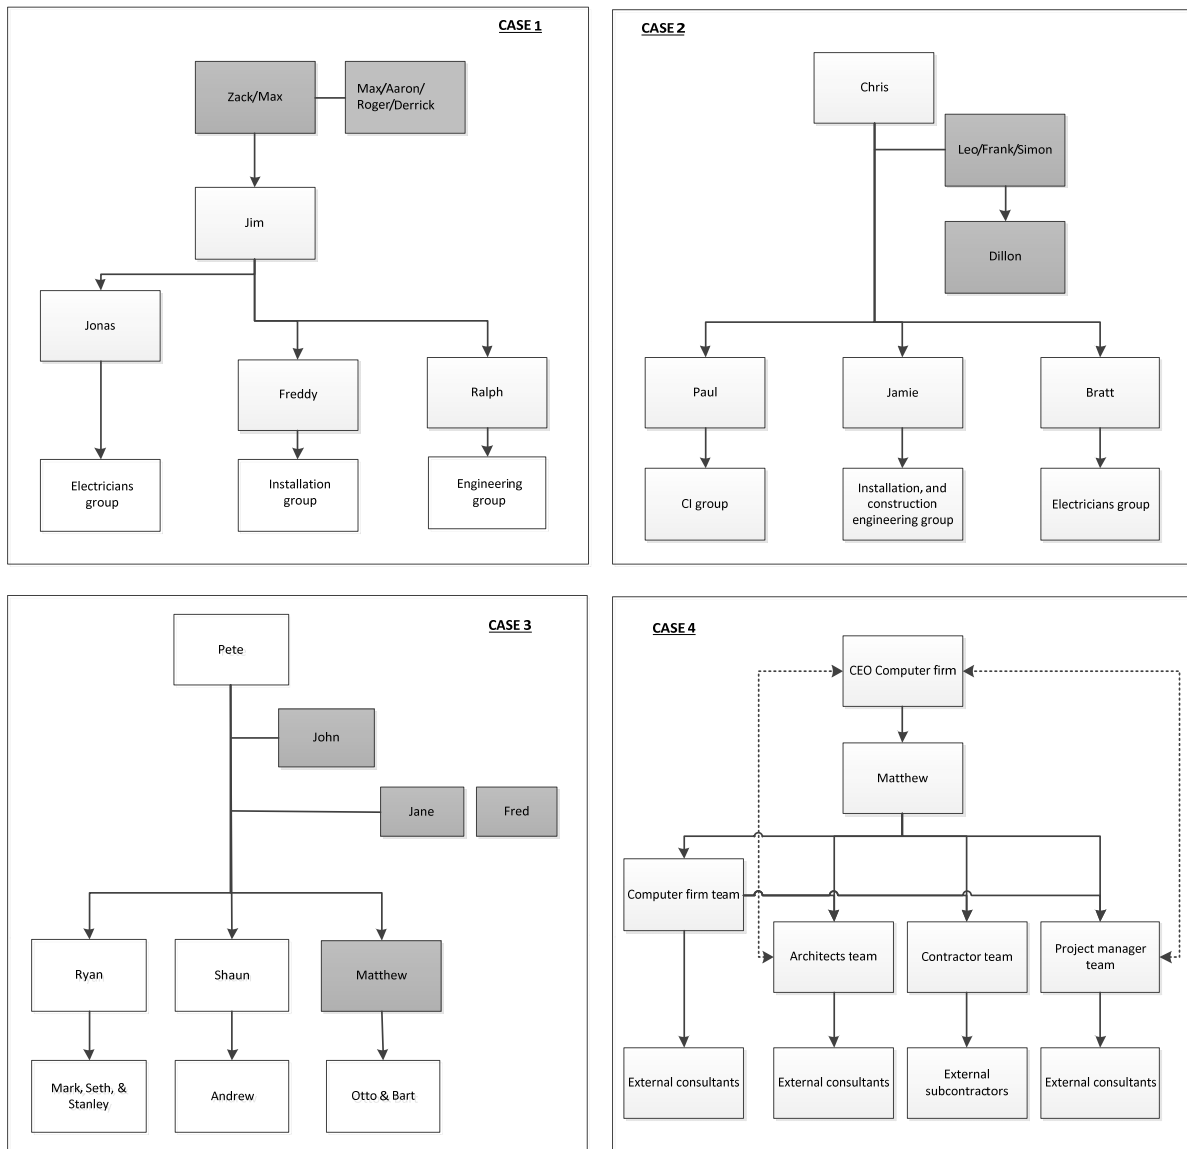 CASE 1
Zack/Max
Max/Aaron/
Roger/Derrick
Jim
Jonas
Freddy
Ralph
Electricians
group
Installation
group
Engineering
group
CASE 2
Chris
Leo/Frank/Simon
Dillon
Paul
Jamie
Bratt
CI group
Installation, and
construction
engineering group
Electricians group
CASE 3
Pete
John
Jane
Fred
Ryan
Shaun
Matthew
Mark, Seth, &
Stanley
Andrew
Otto & Bart
CASE 4
CEO Computer firm
Matthew
Computer firm team
Architects team
Contractor team
Project manager
team
External consultants
External consultants
External
subcontractors
External consultants